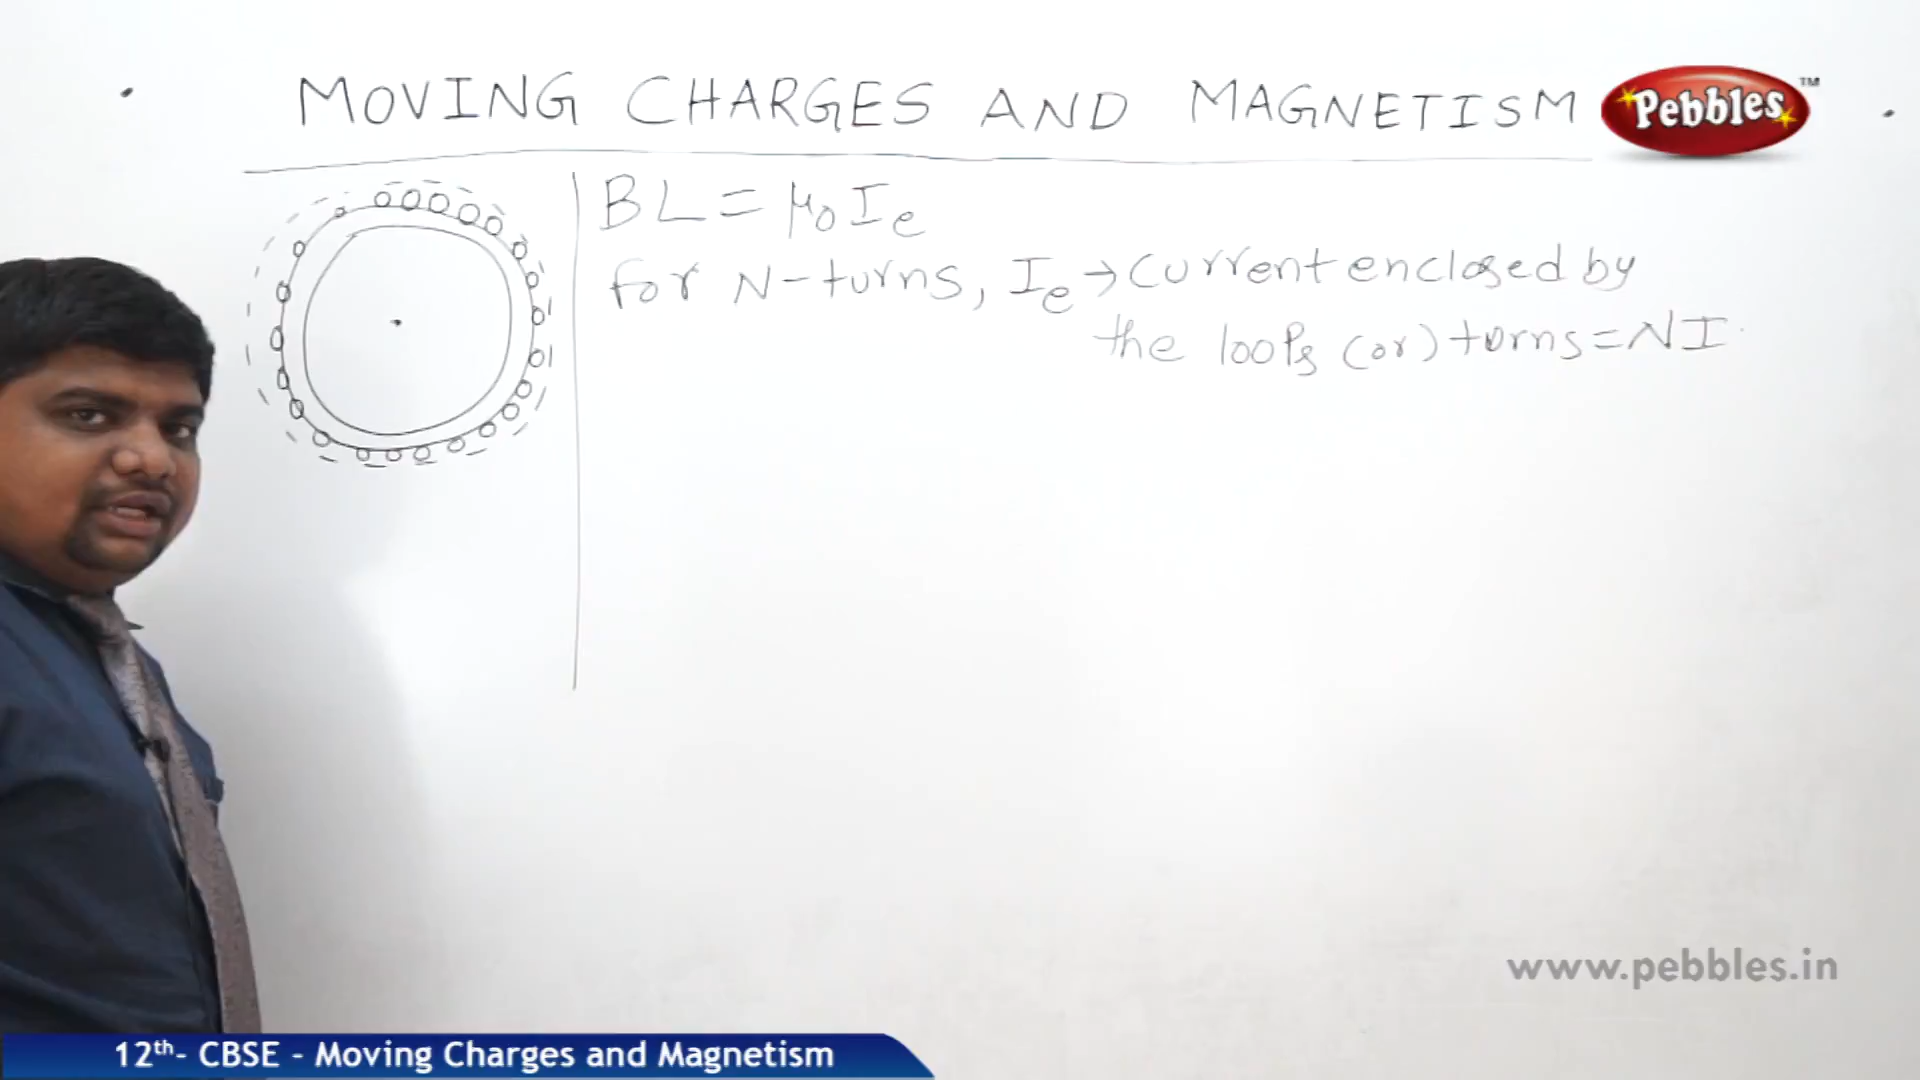 MOVING CHARGES AND MAGNETISM
Pebbles™
BL = μ₀Ie
for N-turns, Ie → current enclosed by
the loops (or) turns = NI
www.pebbles.in
12th- CBSE - Moving Charges and Magnetism